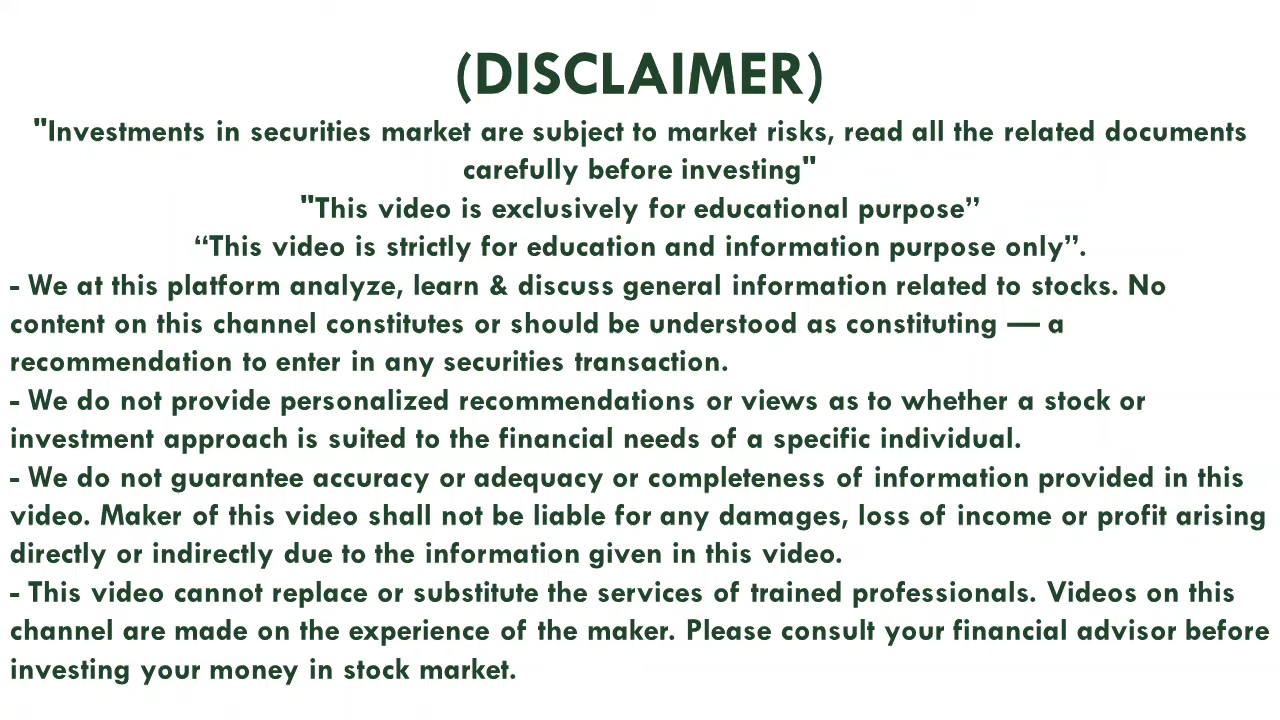 (DISCLAIMER)
"Investments in securities market are subject to market risks, read all the related documents
carefully before investing"
"This video is exclusively for educational purpose”
“This video is strictly for education and information purpose only”.
- We at this platform analyze, learn & discuss general information related to stocks. No
content on this channel constitutes or should be understood as constituting — a
recommendation to enter in any securities transaction.
- We do not provide personalized recommendations or views as to whether a stock or
investment approach is suited to the financial needs of a specific individual.
- We do not guarantee accuracy or adequacy or completeness of information provided in this
video. Maker of this video shall not be liable for any damages, loss of income or profit arising
directly or indirectly due to the information given in this video.
- This video cannot replace or substitute the services of trained professionals. Videos on this
channel are made on the experience of the maker. Please consult your financial advisor before
investing your money in stock market.